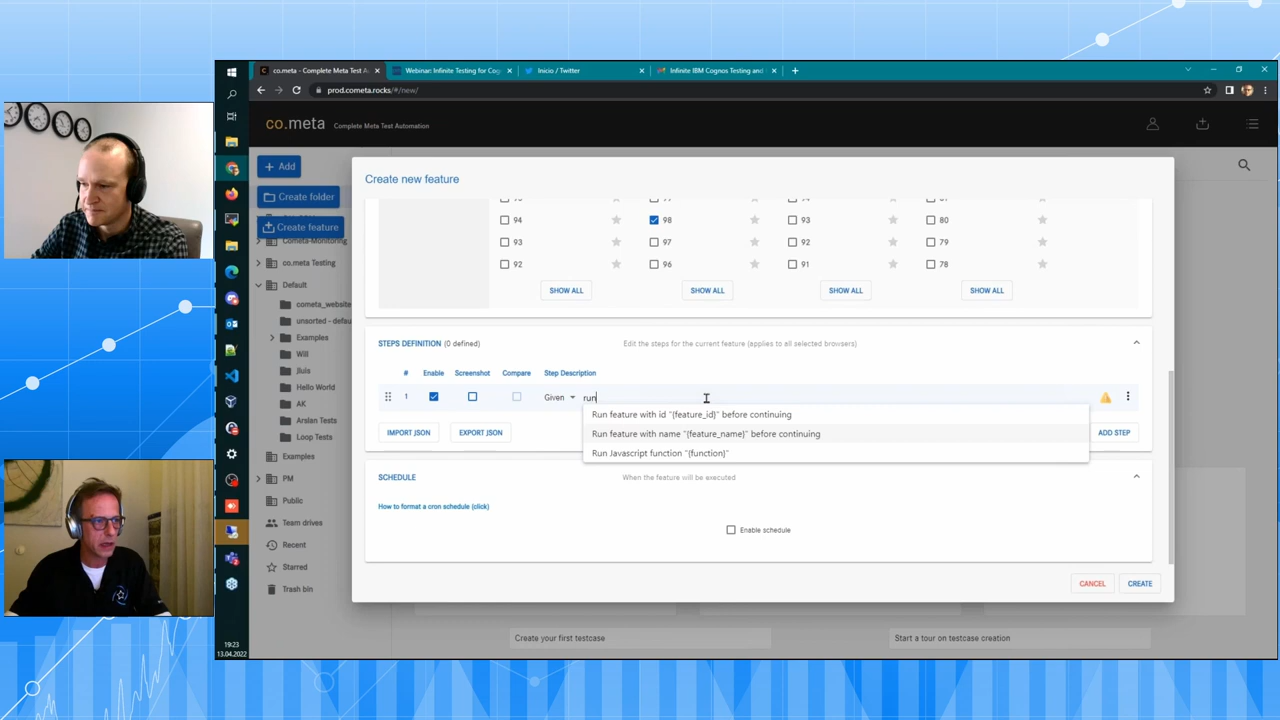 co.meta - Complete Meta Test A
Webinar: Infinite Testing for Cog
Inicio / Twitter
Infinite IBM Cognos Testing and
prod.cometa.rocks/#/new/
co.meta Complete Meta Test Automation
+ Add
Create folder
Create feature
Cometa-Monitoring
co.meta Testing
Default
cometa_website
unsorted - defau
Examples
Will
Jluis
Hello World
AK
Arslan Tests
Loop Tests
Examples
PM
Public
Team drives
Recent
Starred
Trash bin
Create new feature
94 98 93 80
93 97 92 79
92 96 91 78
SHOW ALL SHOW ALL SHOW ALL SHOW ALL
STEPS DEFINITION (0 defined) Edit the steps for the current feature (applies to all selected browsers)
# Enable Screenshot Compare Step Description
1 Given run
Run feature with id "{feature_id}" before continuing
Run feature with name "{feature_name}" before continuing
Run Javascript function "{function}"
IMPORT JSON EXPORT JSON ADD STEP
SCHEDULE When the feature will be executed
How to format a cron schedule (click)
Enable schedule
CANCEL CREATE
Create your first testcase Start a tour on testcase creation
19:23
13.04.2022